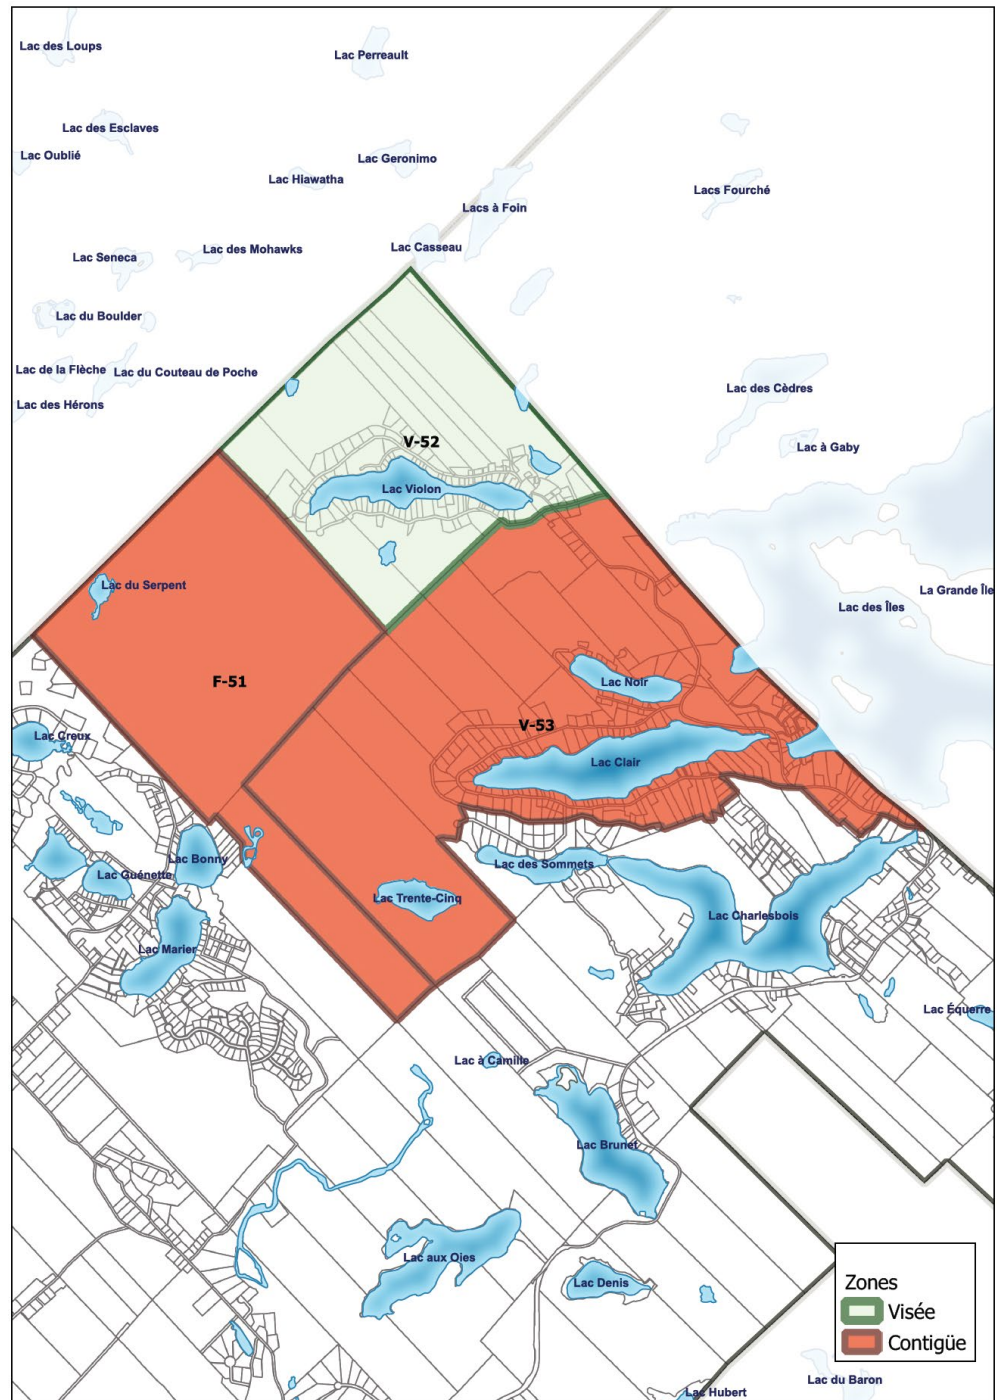 Lac des Loups
Lac Perreault
Lac des Esclaves
Lac Oublié
Lac Geronimo
Lac Hiawatha
Lacs Fourché
Lacs à Foin
Lac Casseau
Lac des Mohawks
Lac Seneca
Lac du Boulder
Lac de la Flèche
Lac du Couteau de Poche
Lac des Cèdres
Lac des Hérons
V-52
Lac à Gaby
Lac Violon
Lac du Serpent
La Grande Île
Lac des Îles
F-51
Lac Noir
V-53
Lac Creux
Lac Clair
Lac Bonny
Lac des Sommets
Lac Guénette
Lac Trente-Cinq
Lac Charlesbois
Lac Marier
Lac Équerre
Lac à Camille
Lac Brunet
Lac aux Oies
Lac Denis
Zones
Visée
Contigüe
Lac du Baron
Lac Hubert